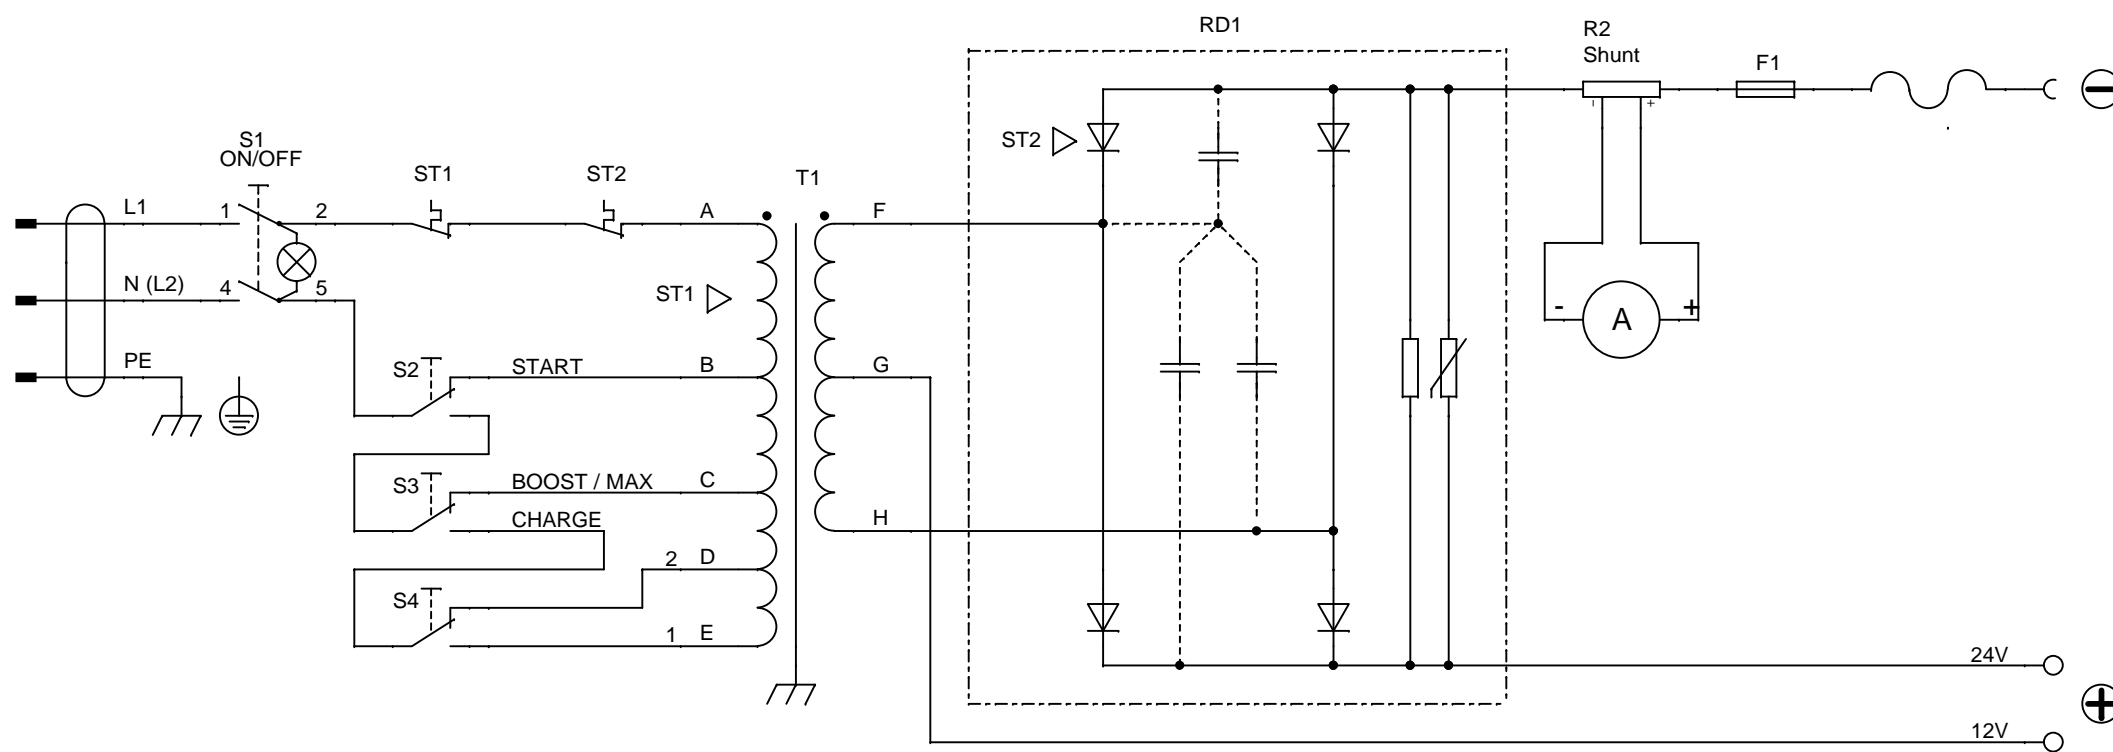 RD1
R2
Shunt
F1
- +
S1
ON/OFF
ST1
ST2
T1
ST2
L1
1
2
A
F
N (L2)
4
5
ST1
- A +
PE
S2
START
B
G
S3
BOOST / MAX
C
CHARGE
H
2 D
S4
1 E
24V
12V